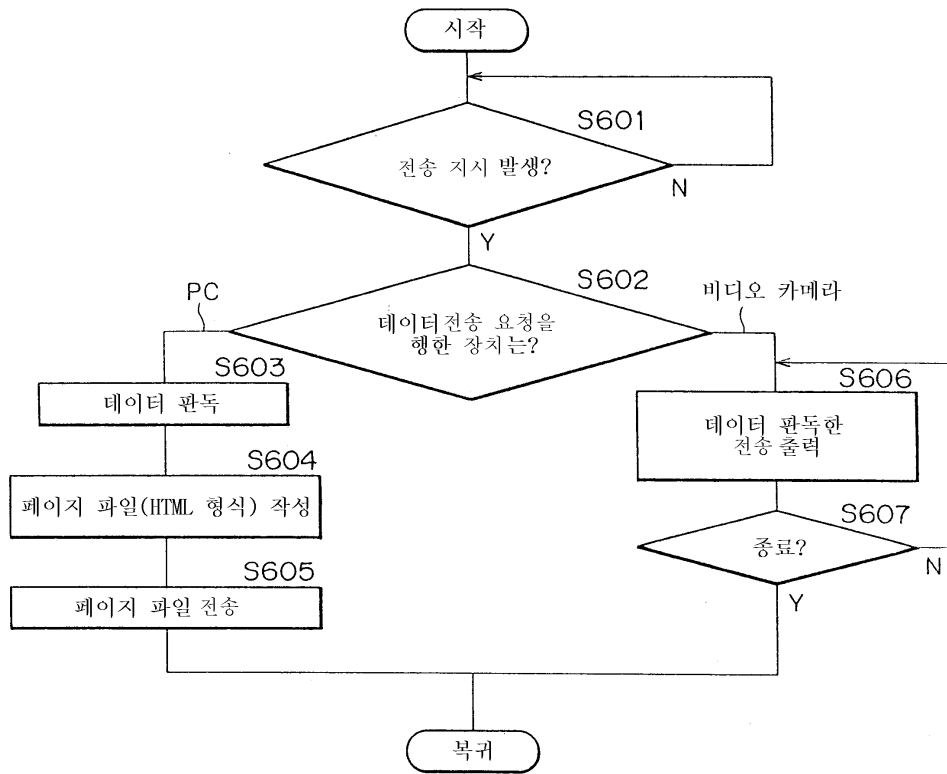 시작
S601
전송 지시 발생?
N
Y
S602
PC
비디오 카메라
데이터전송 요청을
행한 장치는?
S603
데이터 판독
S604
페이지 파일(HTML 형식) 작성
S605
페이지 파일 전송
S606
데이터 판독한
전송 출력
S607
종료?
N
Y
복귀